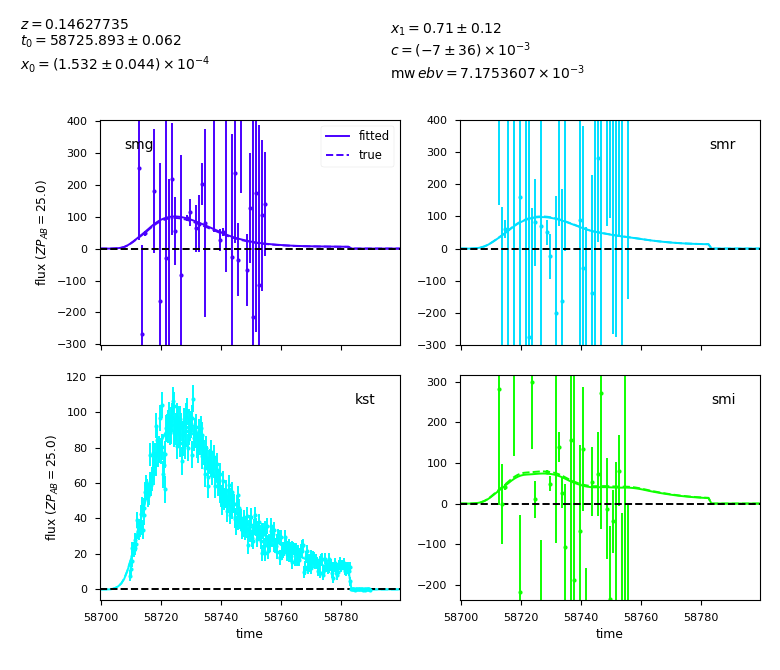 z = 0.14627735
t₀ = 58725.893 ± 0.062
x₀ = (1.532 ± 0.044) × 10⁻⁴
x₁ = 0.71 ± 0.12
c = (−7 ± 36) × 10⁻³
mw ebv = 7.1753607 × 10⁻³
400
300
200
100
0
−100
−200
−300
flux (ZP_AB = 25.0)
smg
fitted
true
400
300
200
100
0
−100
−200
−300
smr
120
100
80
60
40
20
0
flux (ZP_AB = 25.0)
kst
58700 58720 58740 58760 58780
time
300
200
100
0
−100
−200
smi
58700 58720 58740 58760 58780
time